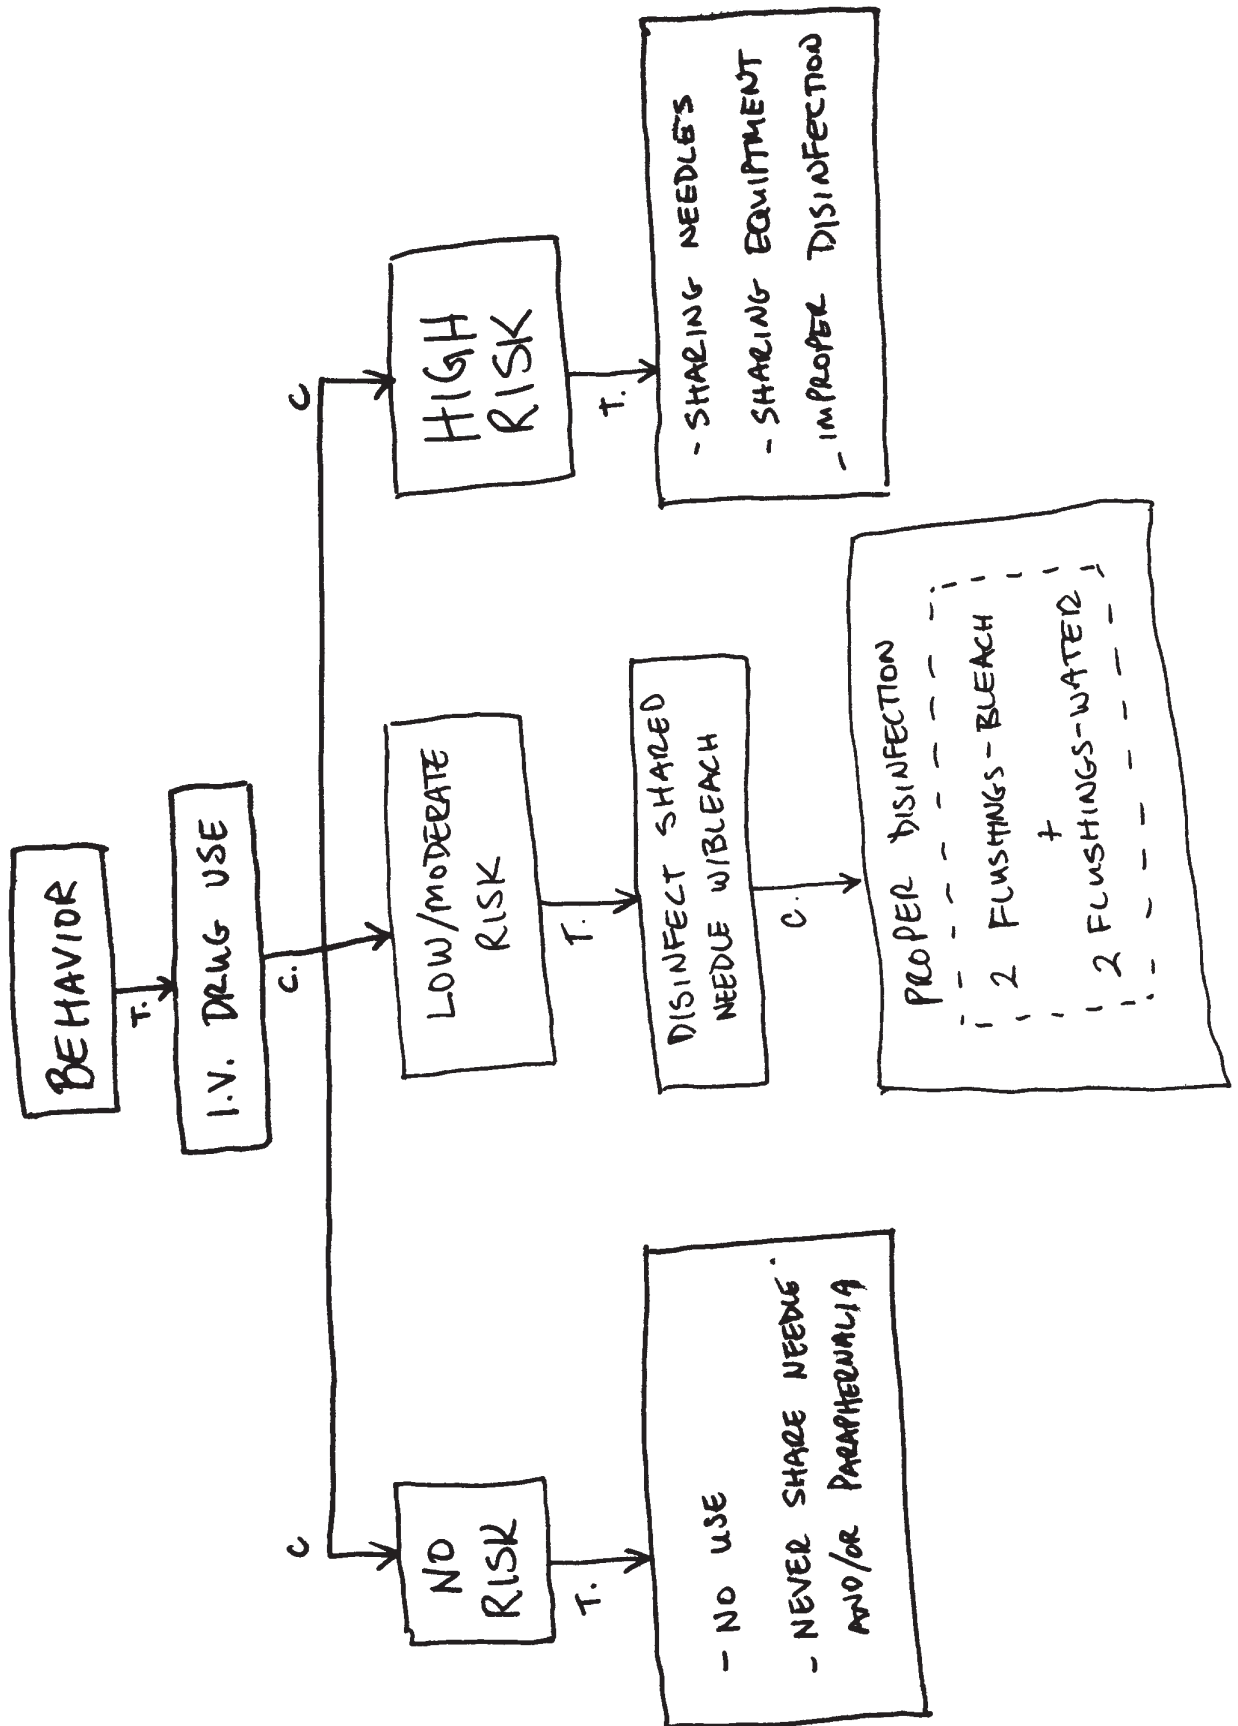 BEHAVIOR
T.
I.V. DRUG USE
C.
C
C
NO
RISK
T.
- NO USE
- NEVER SHARE NEEDLE
AND/OR PARAPHERNALIA
LOW/MODERATE
RISK
T.
DISINFECT SHARED
NEEDLE W/BLEACH
C.
PROPER DISINFECTION
2 FLUSHINGS-BLEACH
+
2 FLUSHINGS-WATER
HIGH
RISK
T.
- SHARING NEEDLES
- SHARING EQUIPTMENT
- IMPROPER DISINFECTION